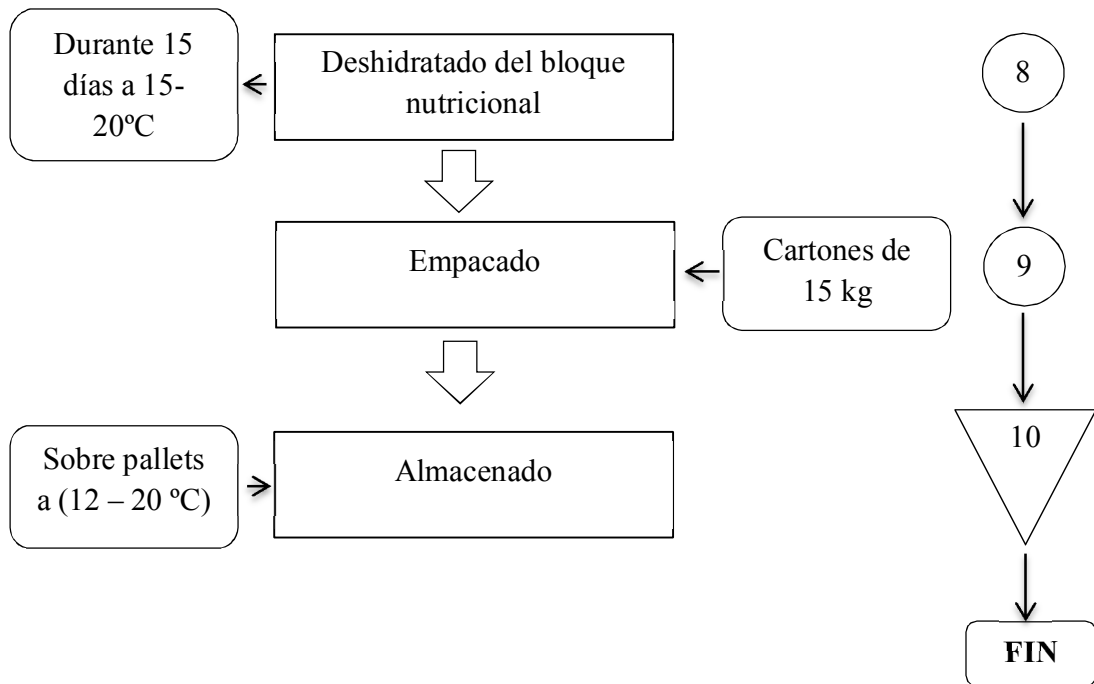 Durante 15
días a 15-
20ºC
Deshidratado del bloque
nutricional
8
Empacado
Cartones de
15 kg
9
Sobre pallets
a (12 – 20 ºC)
Almacenado
10
FIN